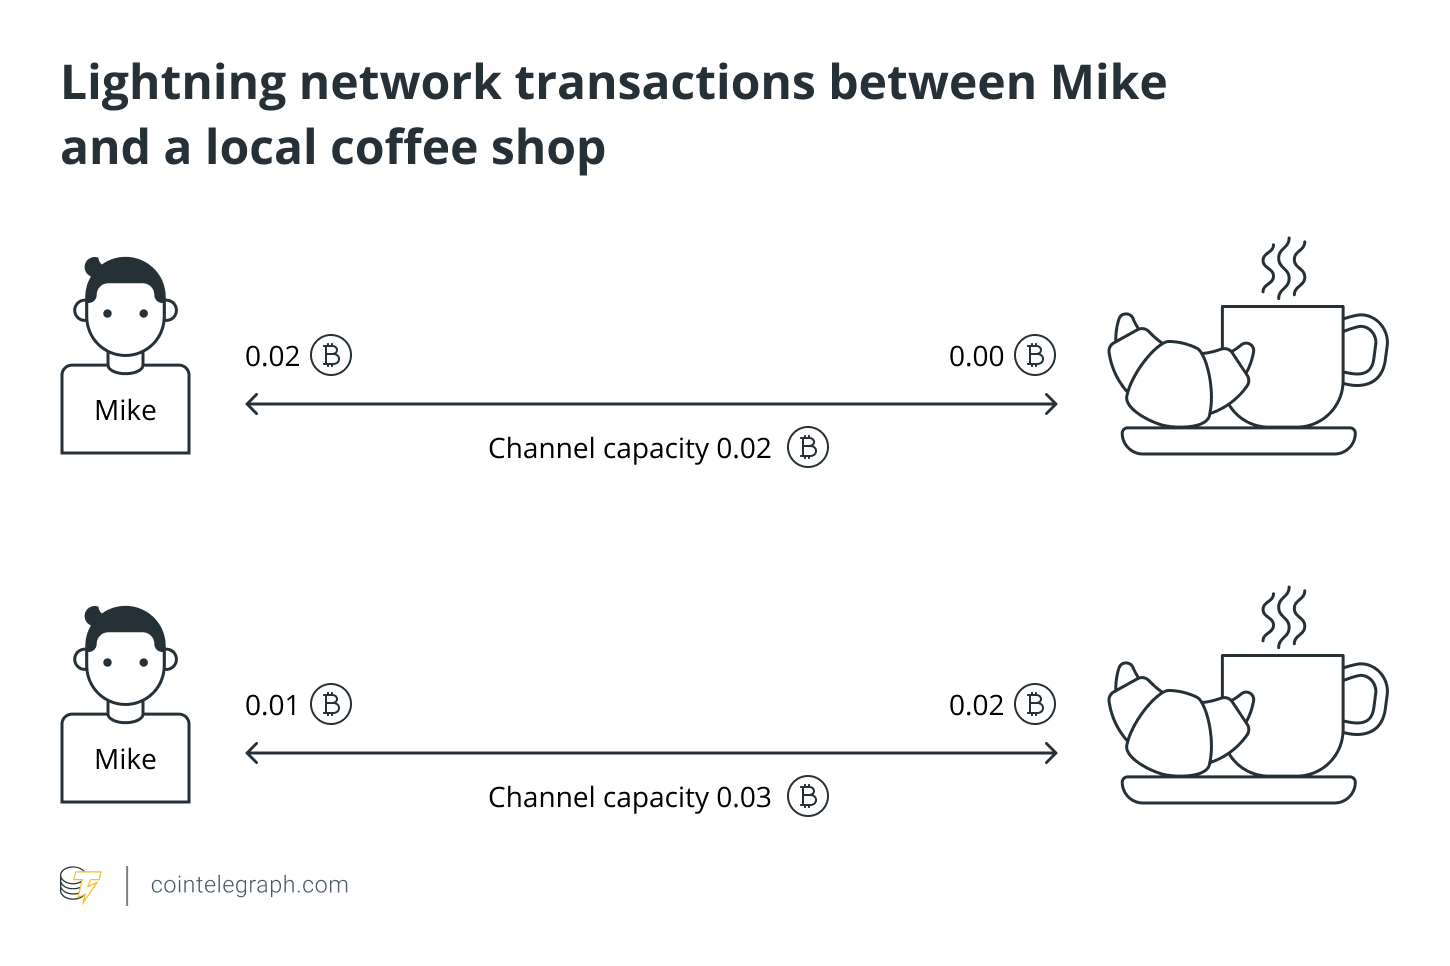 Lightning network transactions between Mike
and a local coffee shop
0.02 ₿ 0.00 ₿
Mike
Channel capacity 0.02 ₿
0.01 ₿ 0.02 ₿
Mike
Channel capacity 0.03 ₿
cointelegraph.com